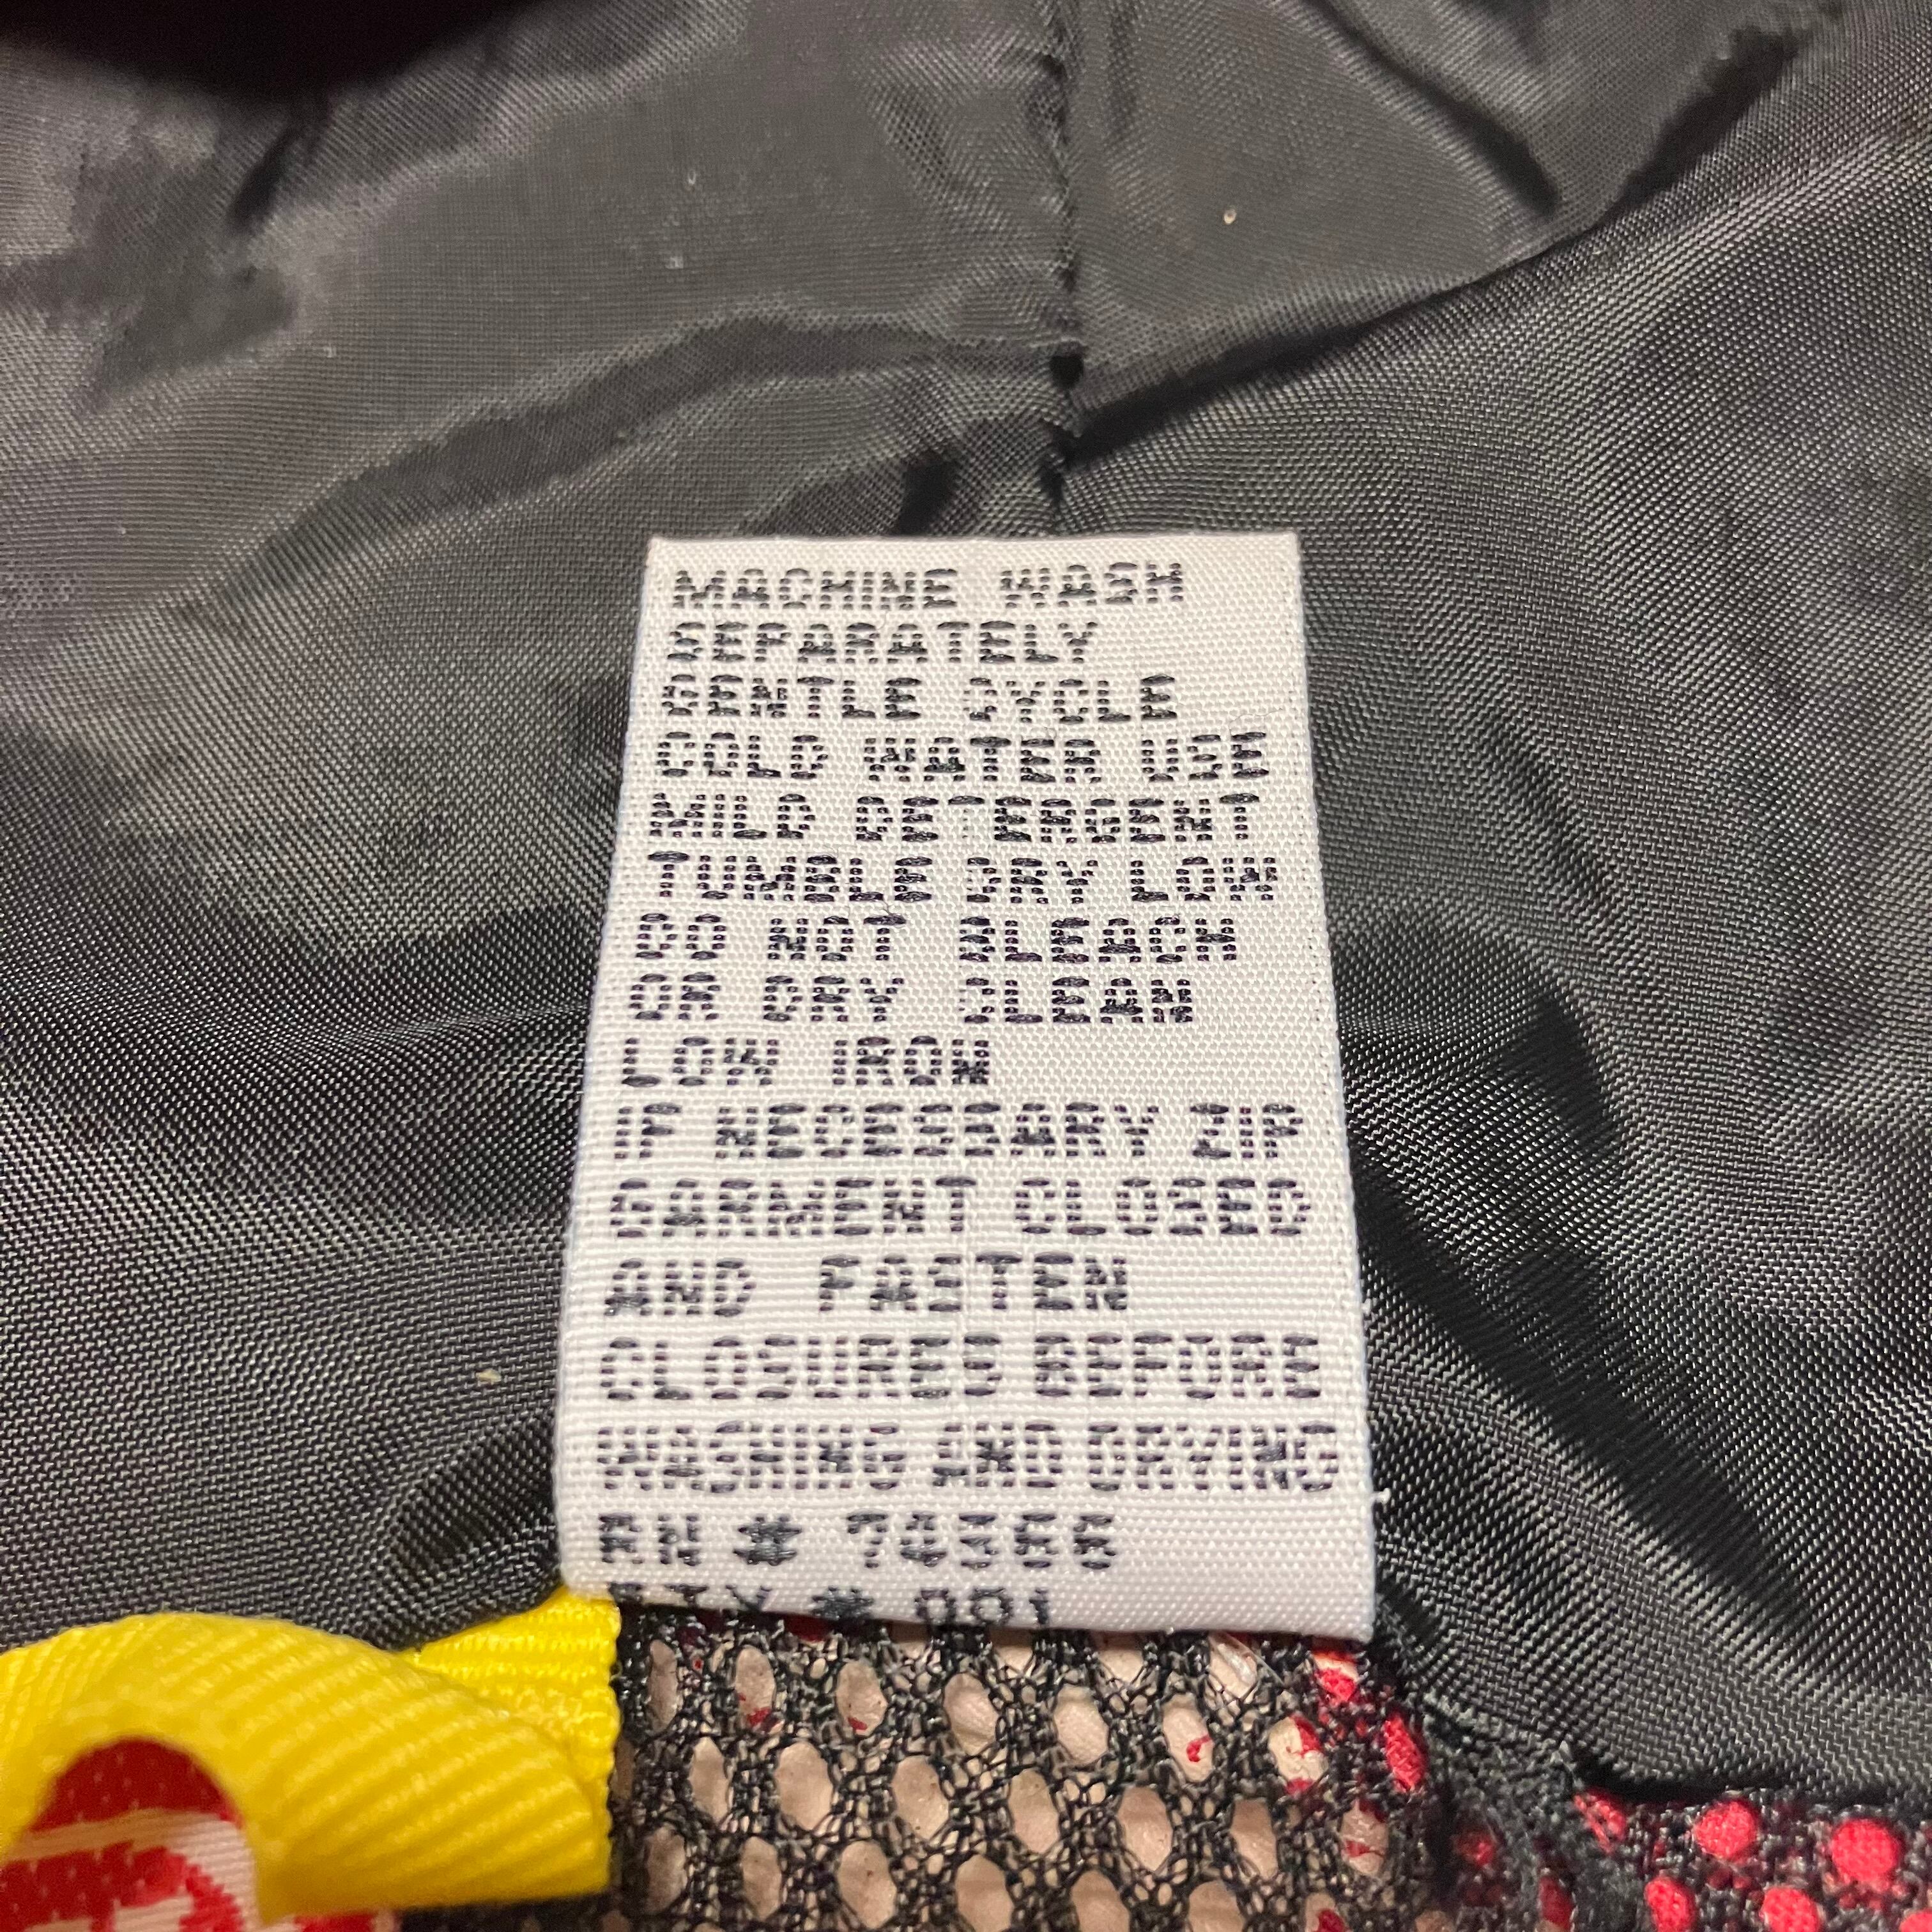 MACHINE WASH
SEPARATELY
GENTLE CYCLE
COLD WATER USE
MILD DETERGENT
TUMBLE DRY LOW
DO NOT BLEACH
OR DRY CLEAN
LOW IRON
IF NECESSARY ZIP
GARMENT CLOSED
AND FASTEN
CLOSURES BEFORE
WASHING AND DRYING
RN # 74366